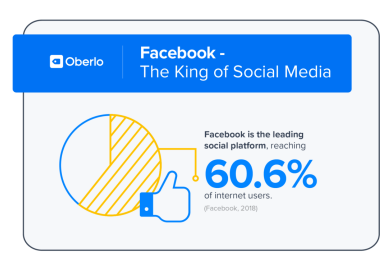 Oberlo
Facebook -
The King of Social Media
Facebook is the leading
social platform, reaching
60.6%
of internet users.
(Facebook, 2018)